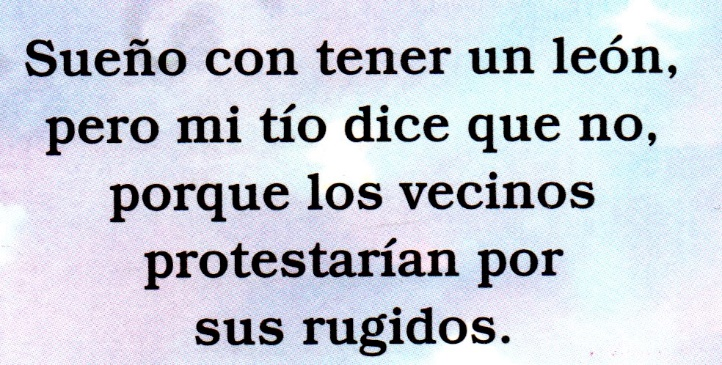 Sueño con tener un león,
pero mi tío dice que no,
porque los vecinos
protestarían por
sus rugidos.